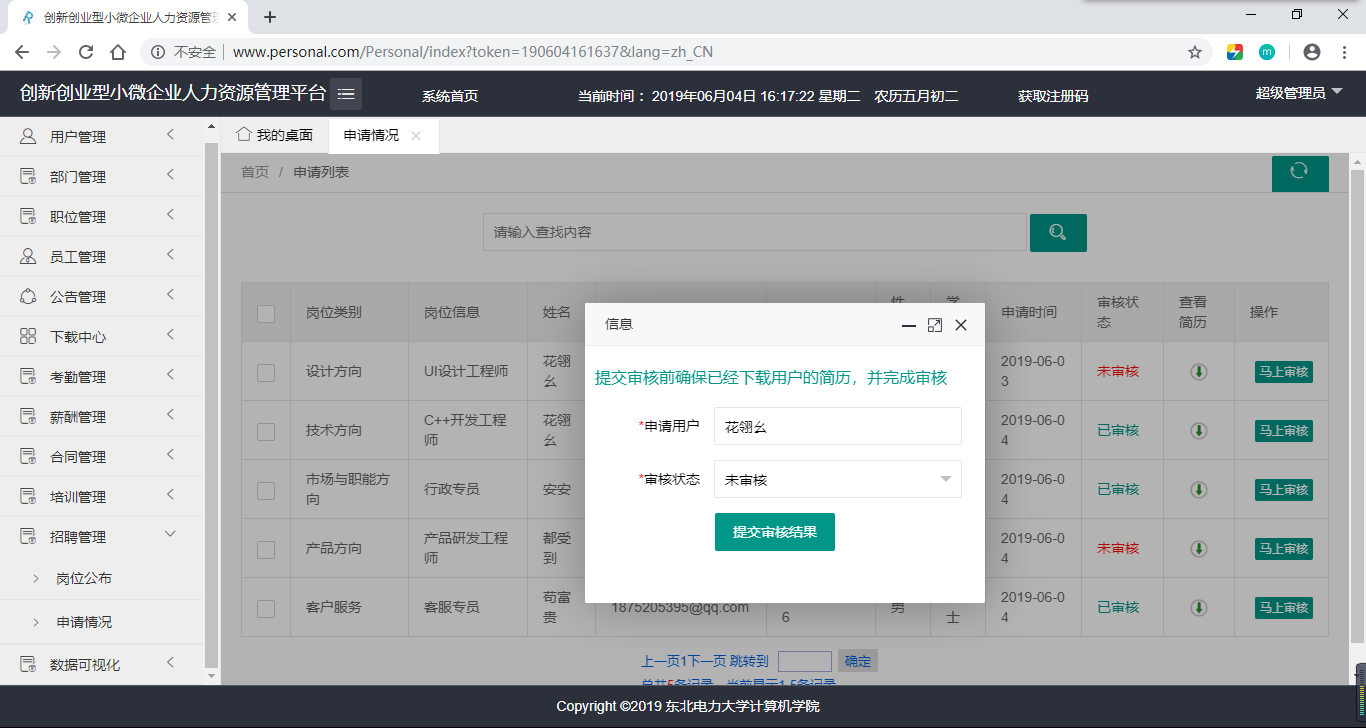 创新创业型小微企业人力资源管理
不安全 www.personal.com/Personal/index?token=190604161637&lang=zh_CN
m
创新创业型小微企业人力资源管理平台
系统首页
当前时间： 2019年06月04日 16:17:22 星期二 农历五月初二
获取注册码
超级管理员
用户管理
部门管理
职位管理
员工管理
公告管理
下载中心
考勤管理
薪酬管理
合同管理
培训管理
招聘管理
岗位公布
申请情况
数据可视化
我的桌面
申请情况
首页 / 申请列表
请输入查找内容
岗位类别 岗位信息 姓名 申请时间 审核状态 查看简历 操作
设计方向 UI设计工程师 花翎幺 2019-06-03 未审核 马上审核
技术方向 C++开发工程师 花翎幺 2019-06-04 已审核 马上审核
市场与职能方向 行政专员 安安 2019-06-04 已审核 马上审核
产品方向 产品研发工程师 都受到 2019-06-04 未审核 马上审核
客户服务 客服专员 苟富贵 1875205395@qq.com 6 男 士 2019-06-04 已审核 马上审核
信息
提交审核前确保已经下载用户的简历，并完成审核
*申请用户 花翎幺
*审核状态 未审核
提交审核结果
上一页1下一页 跳转到 确定
总共5条记录，当前显示1-5条记录
Copyright ©2019 东北电力大学计算机学院